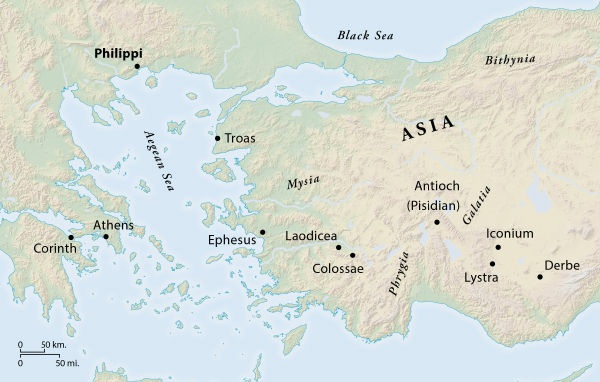 Black Sea
Philippi
Bithynia
ASIA
Troas
Aegean Sea
Mysia
Antioch
(Pisidian)
Galatia
Athens
Corinth
Ephesus
Laodicea
Colossae
Phrygia
Iconium
Lystra
Derbe
0 50 km.
0 50 mi.